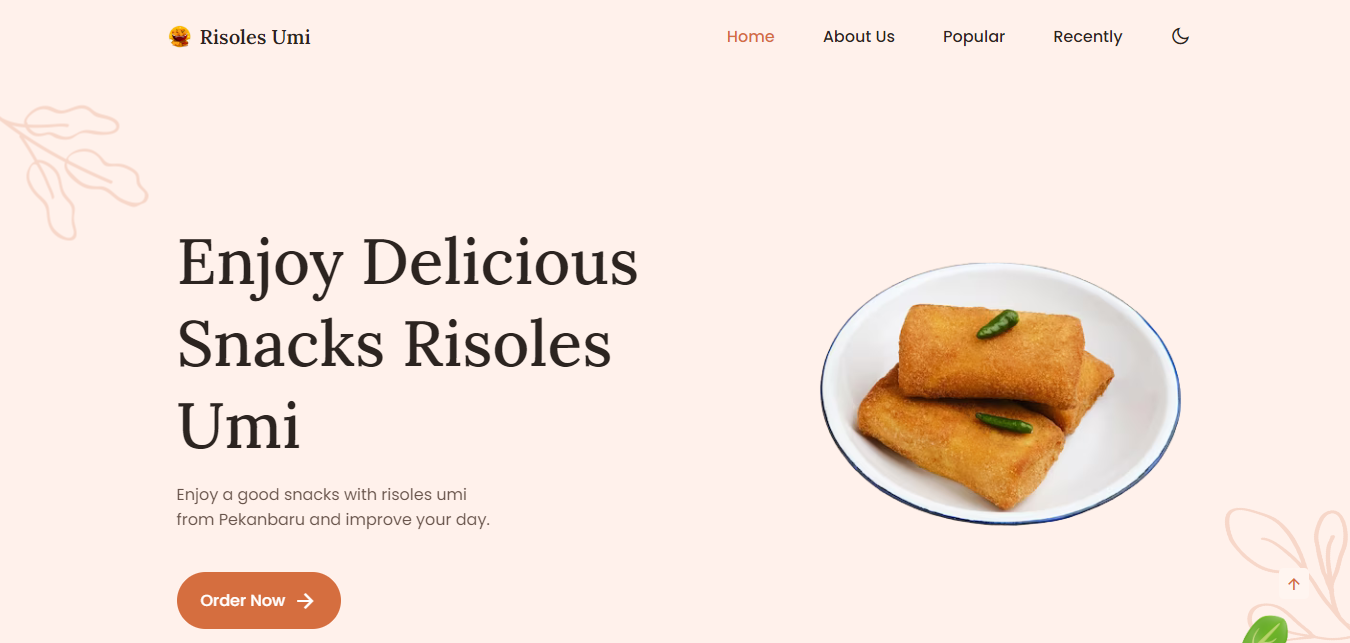 Risoles Umi
Home
About Us
Popular
Recently
Enjoy Delicious
Snacks Risoles
Umi
Enjoy a good snacks with risoles umi
from Pekanbaru and improve your day.
Order Now